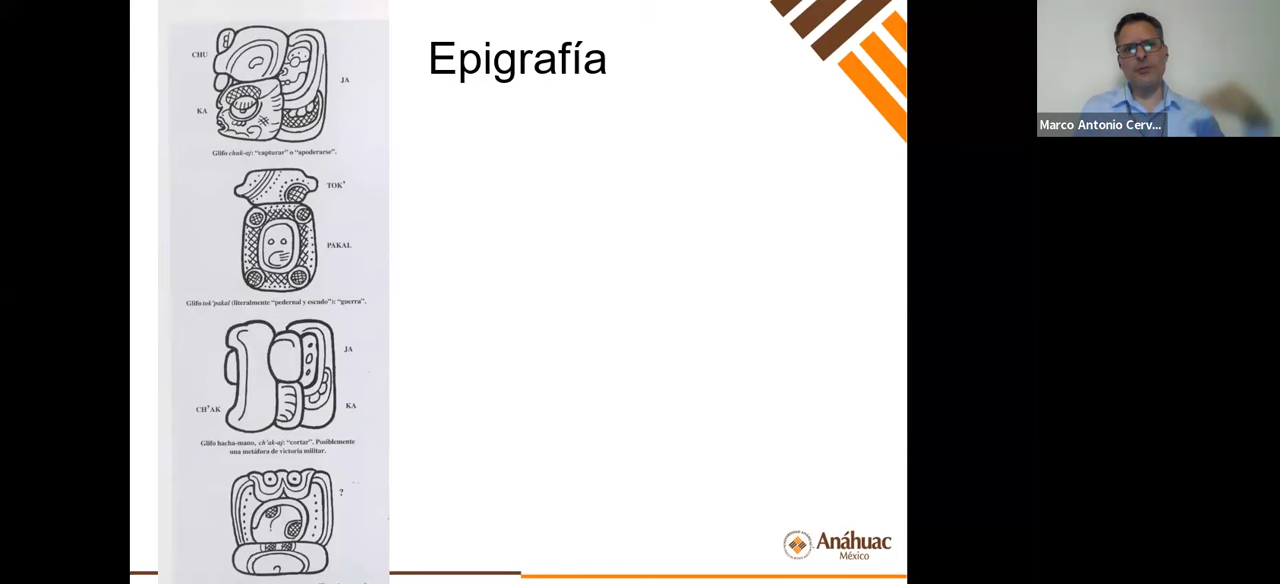 Epigrafía
CHU
JA
KA
Glifo chuk-aj: “capturar” o “apoderarse”.
TOK’
PAKAL
Glifo tok’pakal (literalmente “pedernal y escudo”): “guerra”.
JA
CH’AK
KA
Glifo hacha-mano, ch’ak-aj: “cortar”. Posiblemente
una metáfora de victoria militar.
?
Anáhuac
México
Marco Antonio Cerv...